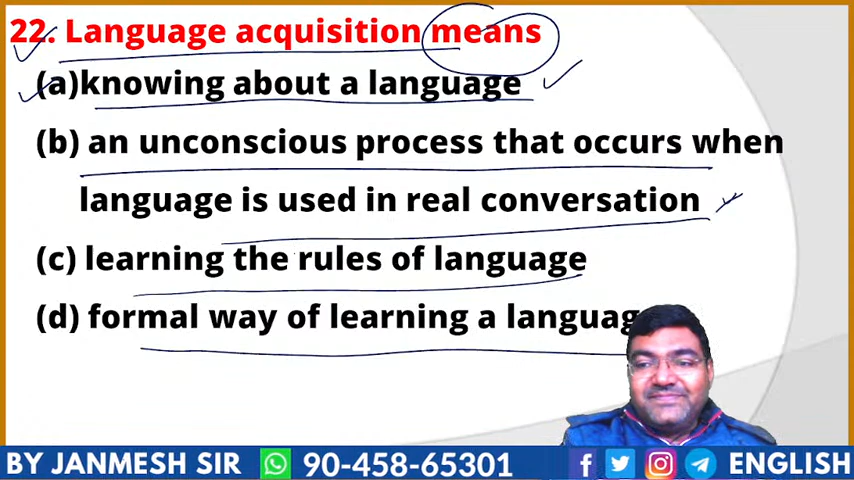 22. Language acquisition means
(a)knowing about a language
(b) an unconscious process that occurs when
language is used in real conversation
(c) learning the rules of language
(d) formal way of learning a languag
BY JANMESH SIR 90-458-65301 ENGLISH